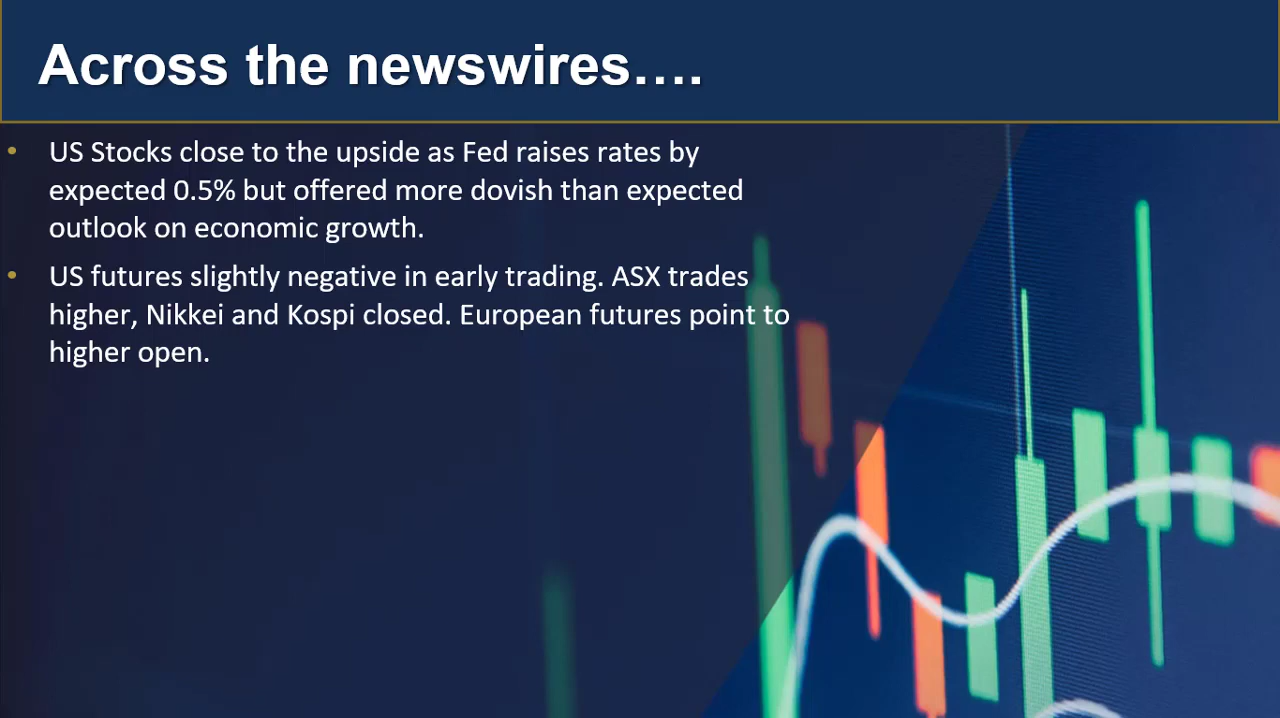 Across the newswires….
• US Stocks close to the upside as Fed raises rates by
expected 0.5% but offered more dovish than expected
outlook on economic growth.
• US futures slightly negative in early trading. ASX trades
higher, Nikkei and Kospi closed. European futures point to
higher open.